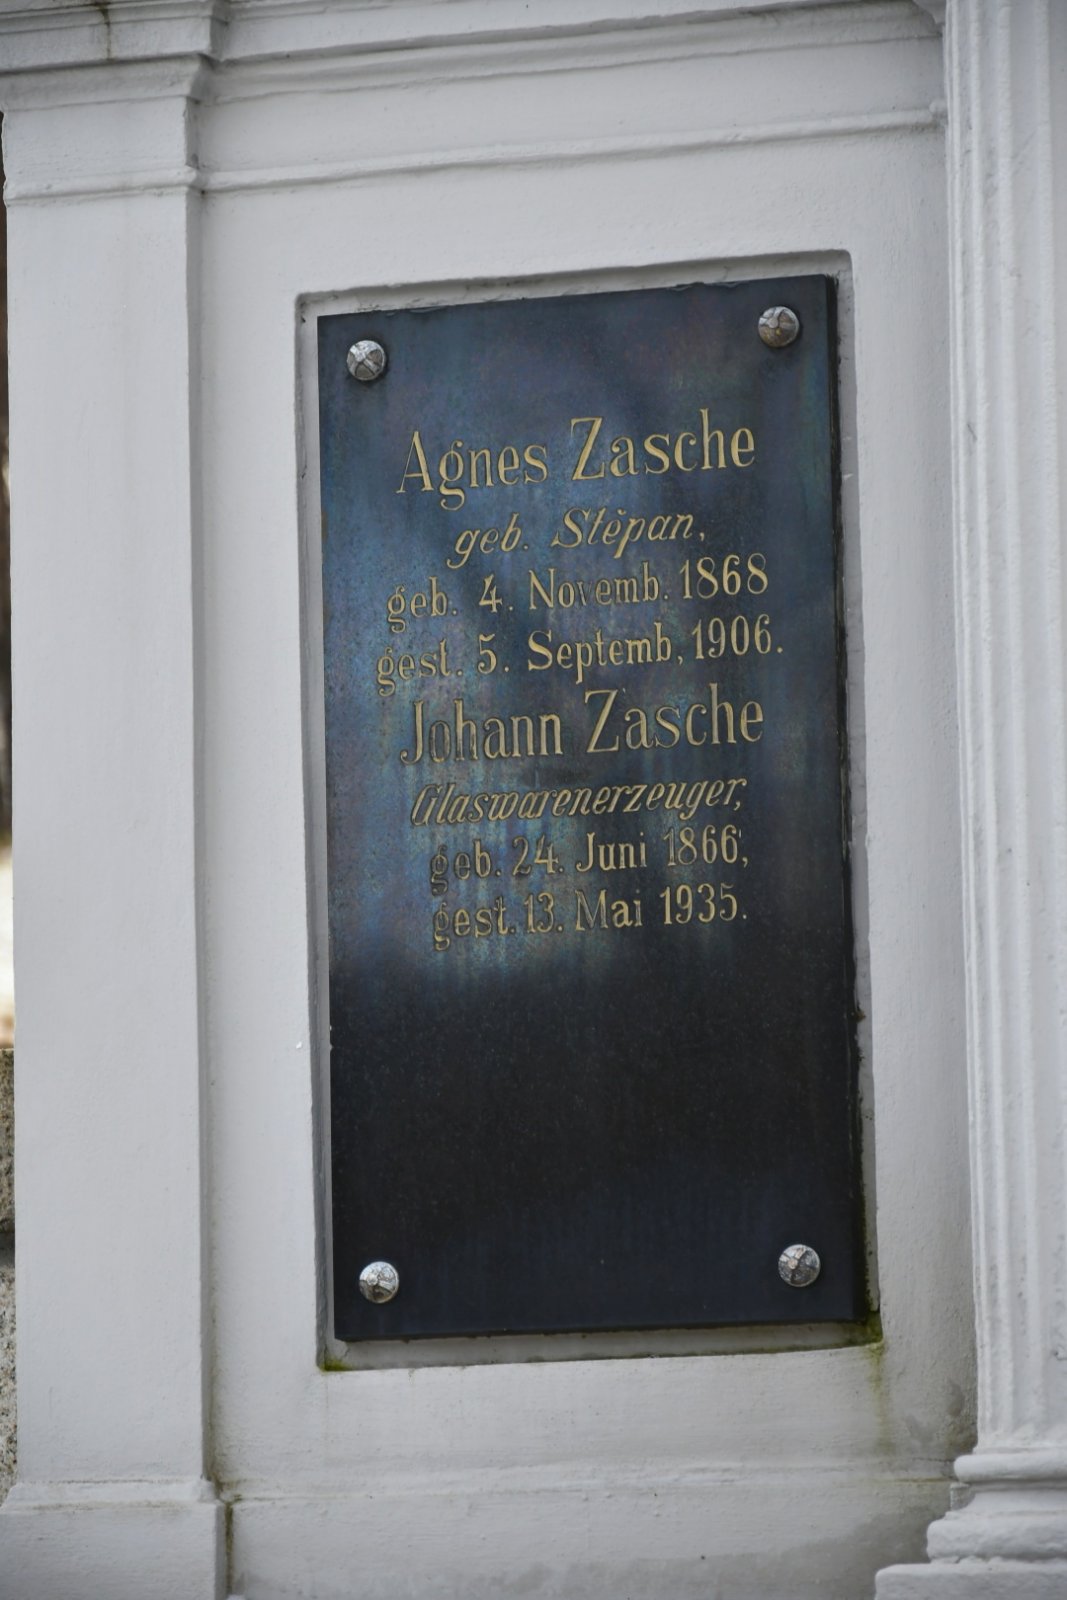 Agnes Zasche
geb. Stěpan,
geb. 4. Novemb. 1868
gest. 5. Septemb. 1906.
Johann Zasche
Glaswarenerzeuger,
geb. 24. Juni 1866,
gest. 13. Mai 1935.